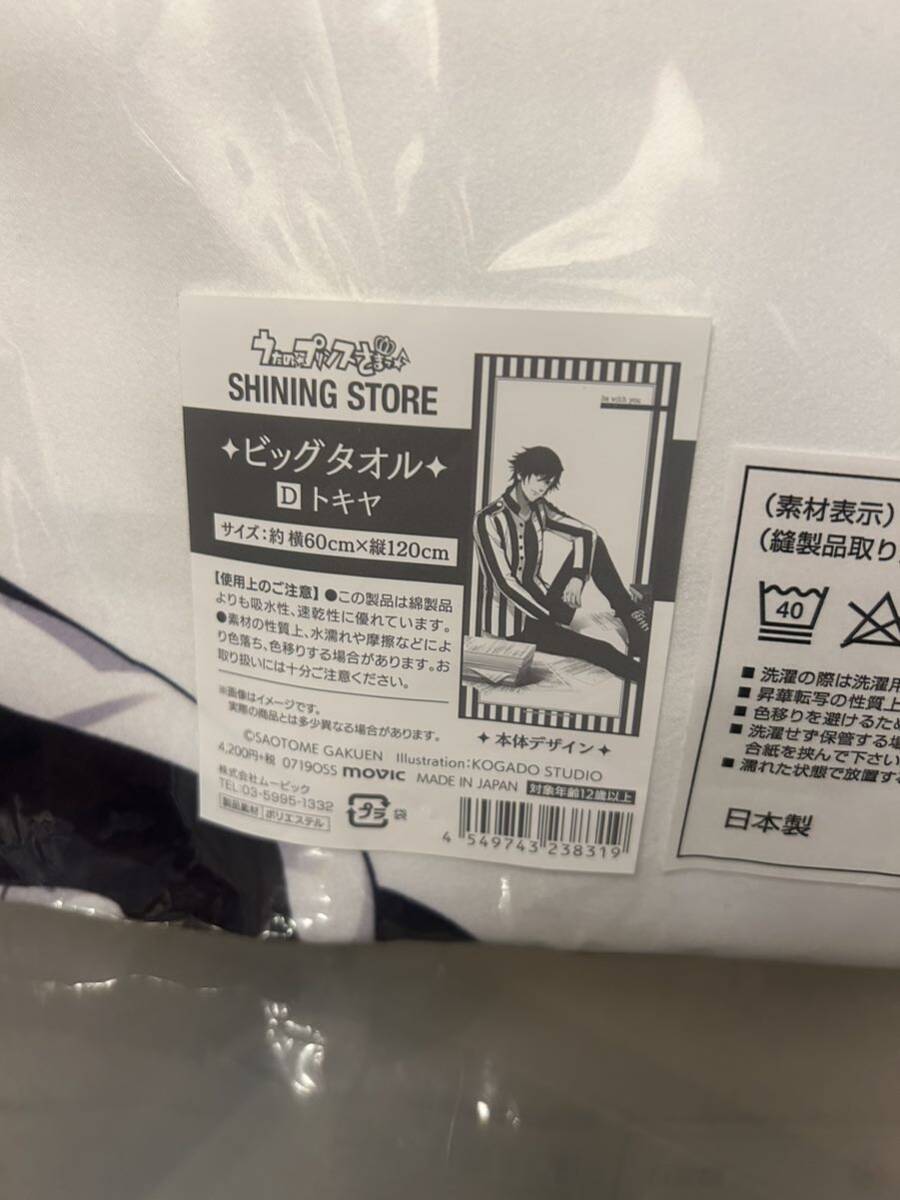 うたの☆プリンスさまっ♪
SHINING STORE
ビッグタオル
D トキヤ
サイズ:約 横60cm×縦120cm
【使用上のご注意】●この製品は綿製品
よりも吸水性、速乾性に優れています。
●素材の性質上、水濡れや摩擦などによ
り色落ち、色移りする場合があります。お
取り扱いには十分ご注意ください。
※画像はイメージです。
実際の商品とは多少異なる場合があります。
©SAOTOME GAKUEN Illustration:KOGADO STUDIO
4,200円+税 0719OSS movic MADE IN JAPAN 対象年齢12歳以上
株式会社ムービック
TEL:03-5995-1332
製品素材 ポリエステル
プラ 袋
4 549743 238319
be with you
本体デザイン
（素材表示）
（縫製品取り
40
■ 洗濯の際は洗濯用
■ 昇華転写の性質上
■ 色移りを避けるため
■ 洗濯せず保管する場
合紙を挟んで下さい
■ 濡れた状態で放置する
日本製